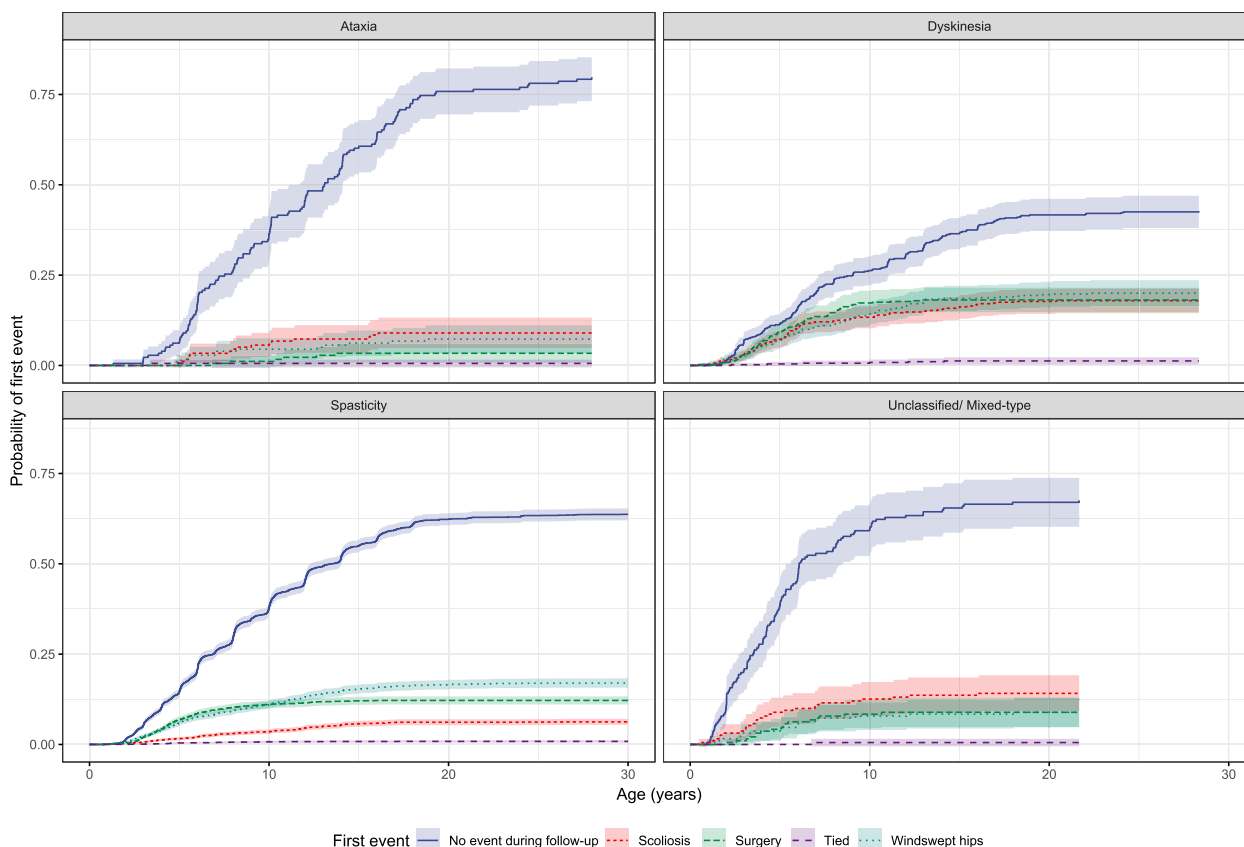 Ataxia
Dyskinesia
0.75
0.50
0.25
0.00
Spasticity
Unclassified/ Mixed-type
0.75
0.50
0.25
0.00
0 10 20 30
0 10 20 30
Probability of first event
Age (years)
First event No event during follow-up Scoliosis Surgery Tied Windswept hips